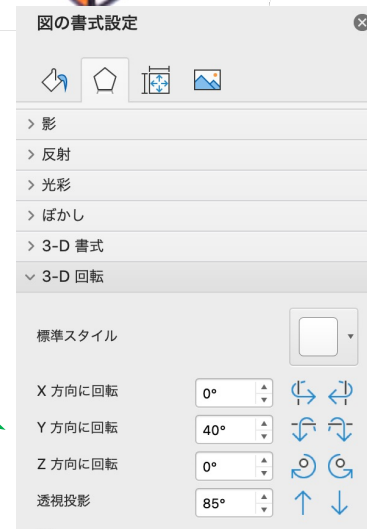 図の書式設定
影
反射
光彩
ぼかし
3-D 書式
3-D 回転
標準スタイル
X 方向に回転 0°
Y 方向に回転 40°
Z 方向に回転 0°
透視投影 85°